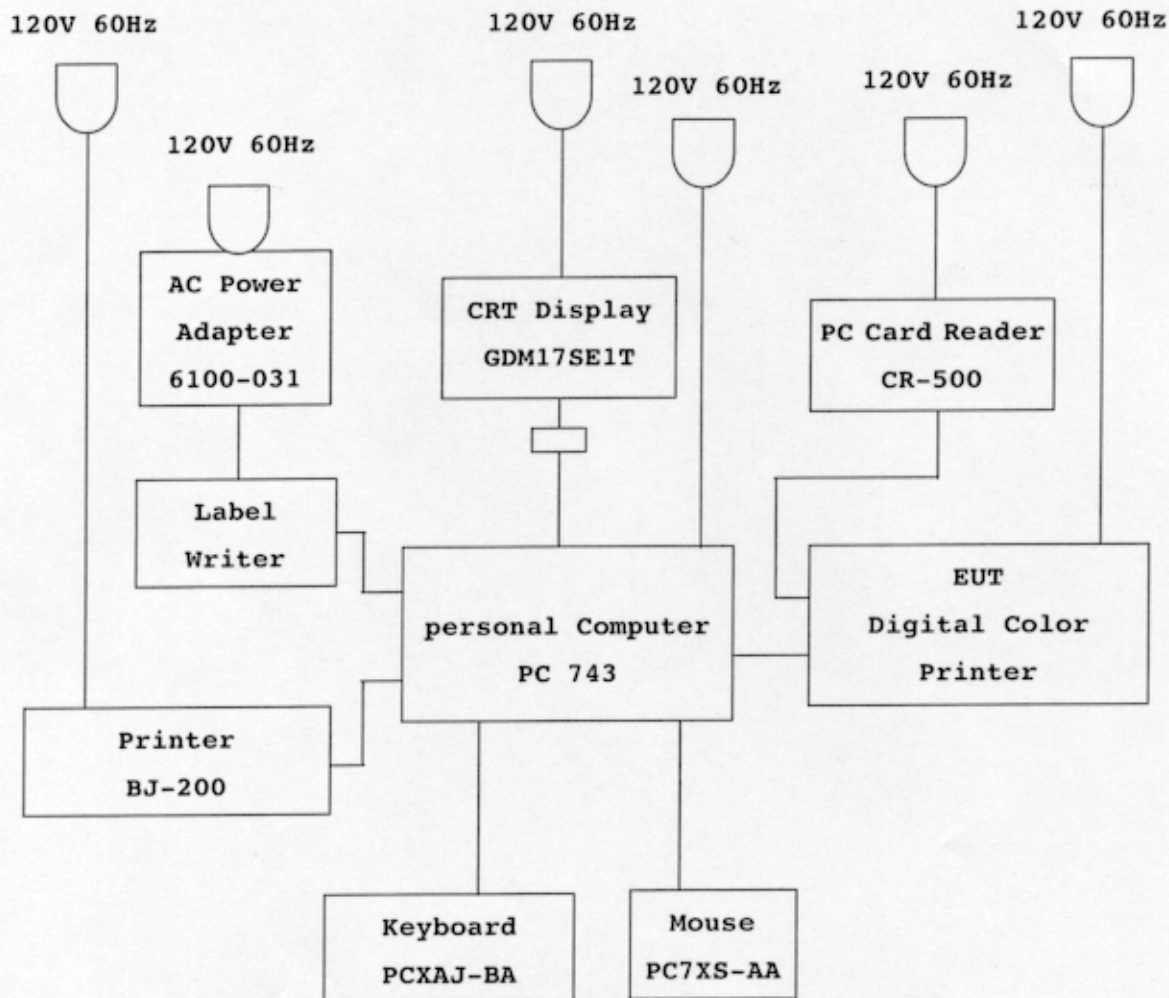 120V 60Hz
120V 60Hz
120V 60Hz
120V 60Hz
120V 60Hz
120V 60Hz
AC Power
Adapter
6100-031
CRT Display
GDM17SE1T
PC Card Reader
CR-500
Label
Writer
personal Computer
PC 743
EUT
Digital Color
Printer
Printer
BJ-200
Keyboard
PCXAJ-BA
Mouse
PC7XS-AA